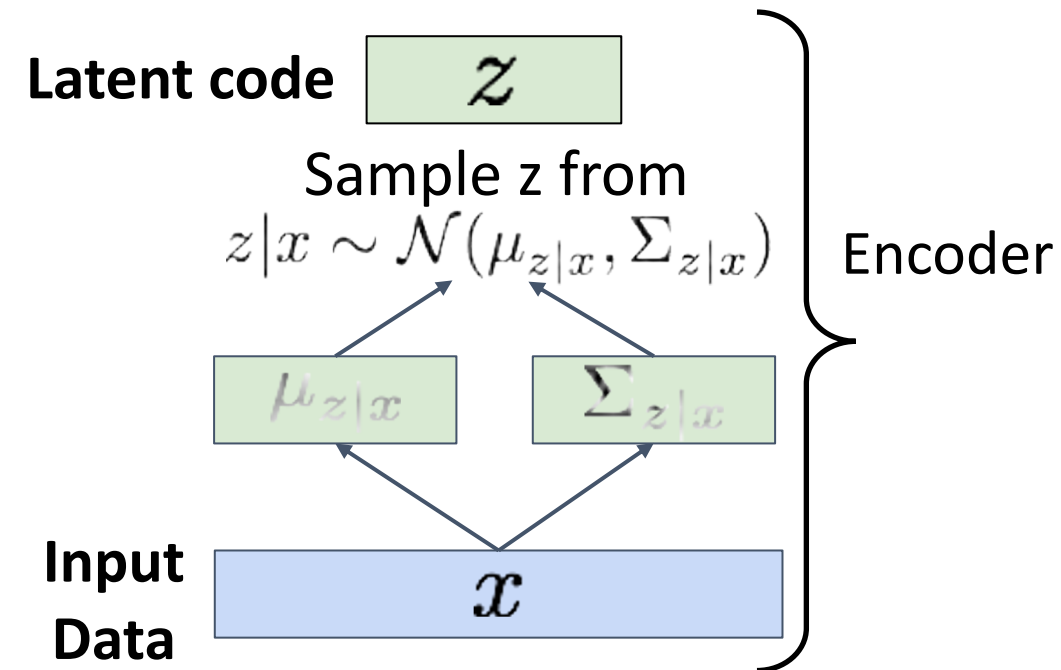 Latent code
z
Sample z from
z|x ∼ 𝒩(μ_{z|x}, Σ_{z|x})
Encoder
μ_{z|x}
Σ_{z|x}
Input
Data
x